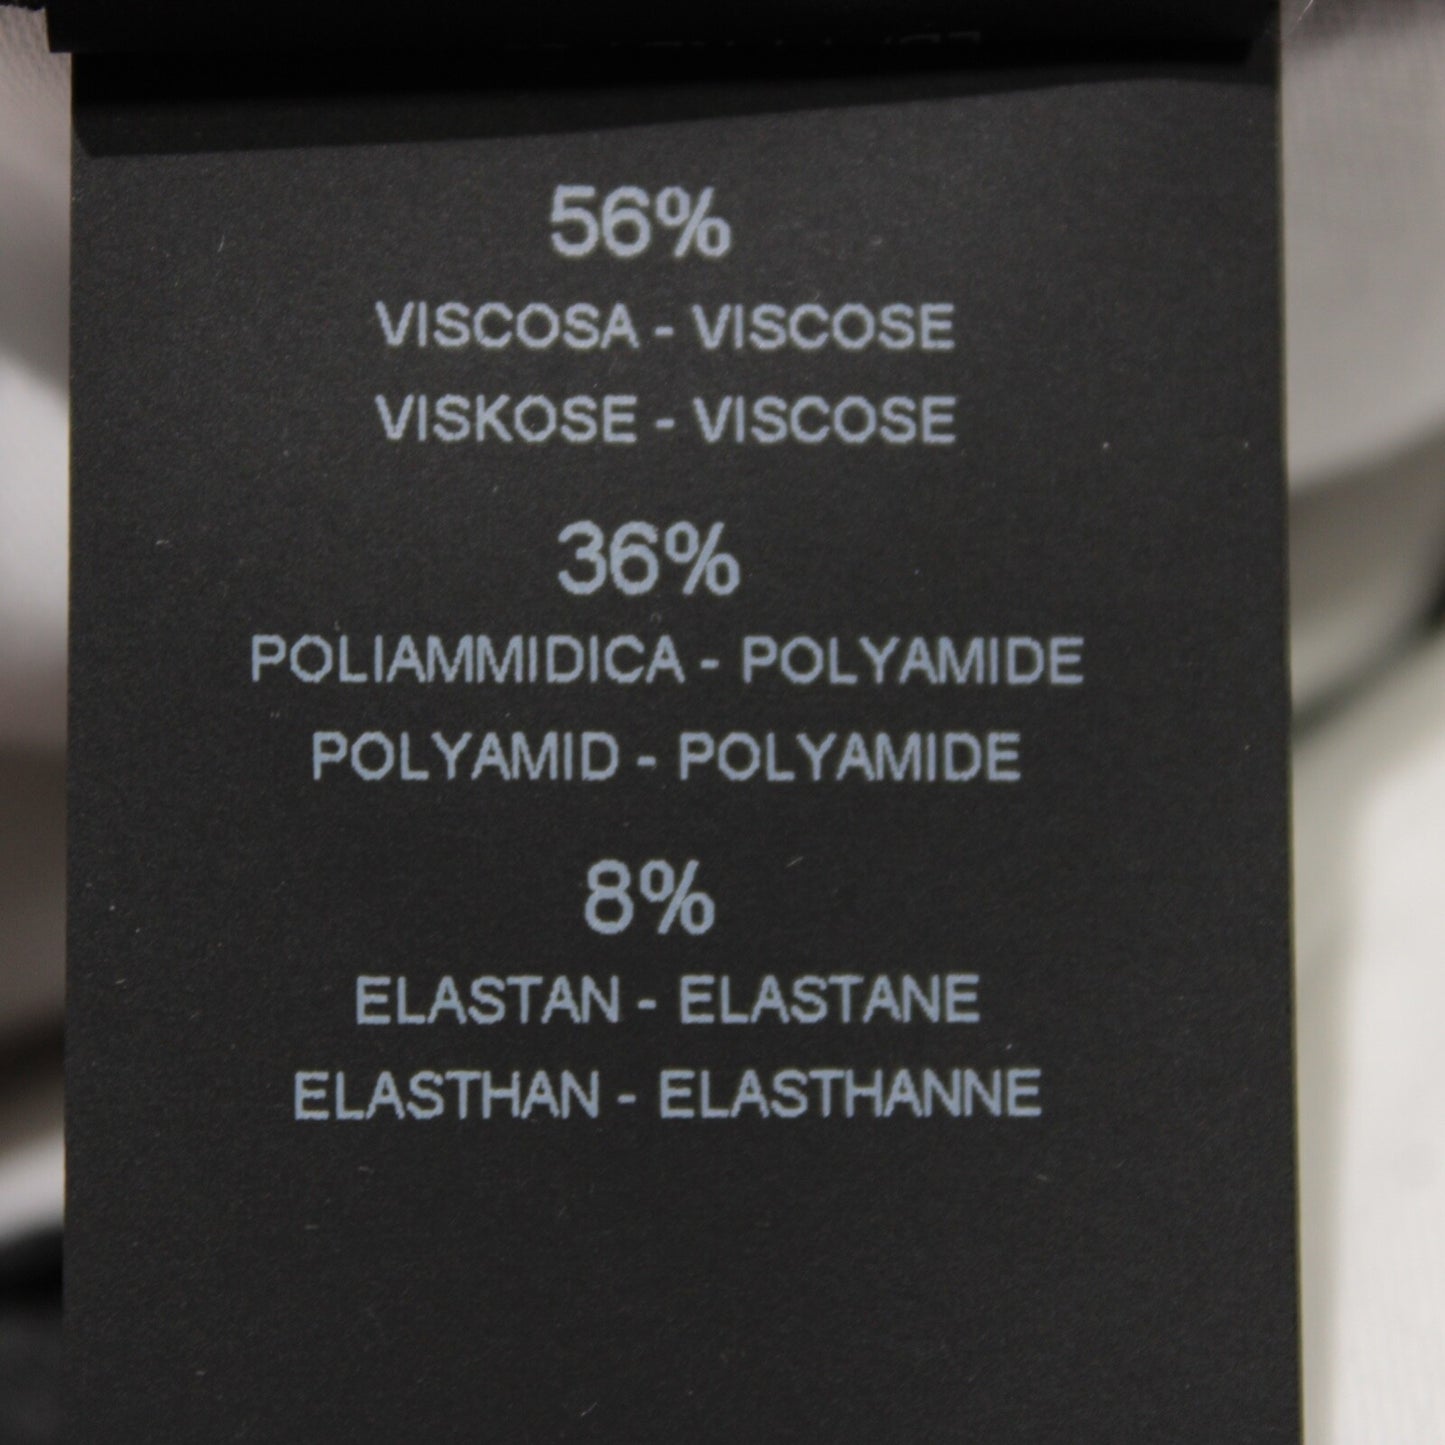 56%
VISCOSA - VISCOSE
VISKOSE - VISCOSE
36%
POLIAMMIDICA - POLYAMIDE
POLYAMID - POLYAMIDE
8%
ELASTAN - ELASTANE
ELASTHAN - ELASTHANNE